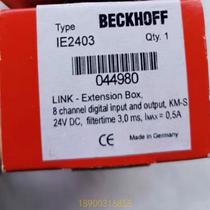 Type
BECKHOFF
IE2403
Qty. 1
044980
LINK - Extension Box,
8 channel digital input and output, KM-S
24V DC, filtertime 3,0 ms, IMAX = 0,5A
CE
Made in Germany
18900316855